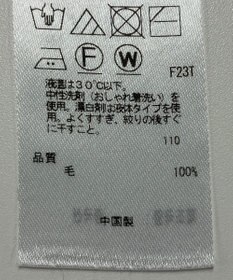 F
W
F23T
液温は30℃以下。
中性洗剤(おしゃれ着洗い)を
使用。漂白剤は液体タイプを使
用。よくすすぎ、絞りの後すぐ
に干すこと。
110
品質
毛 100%
中国製